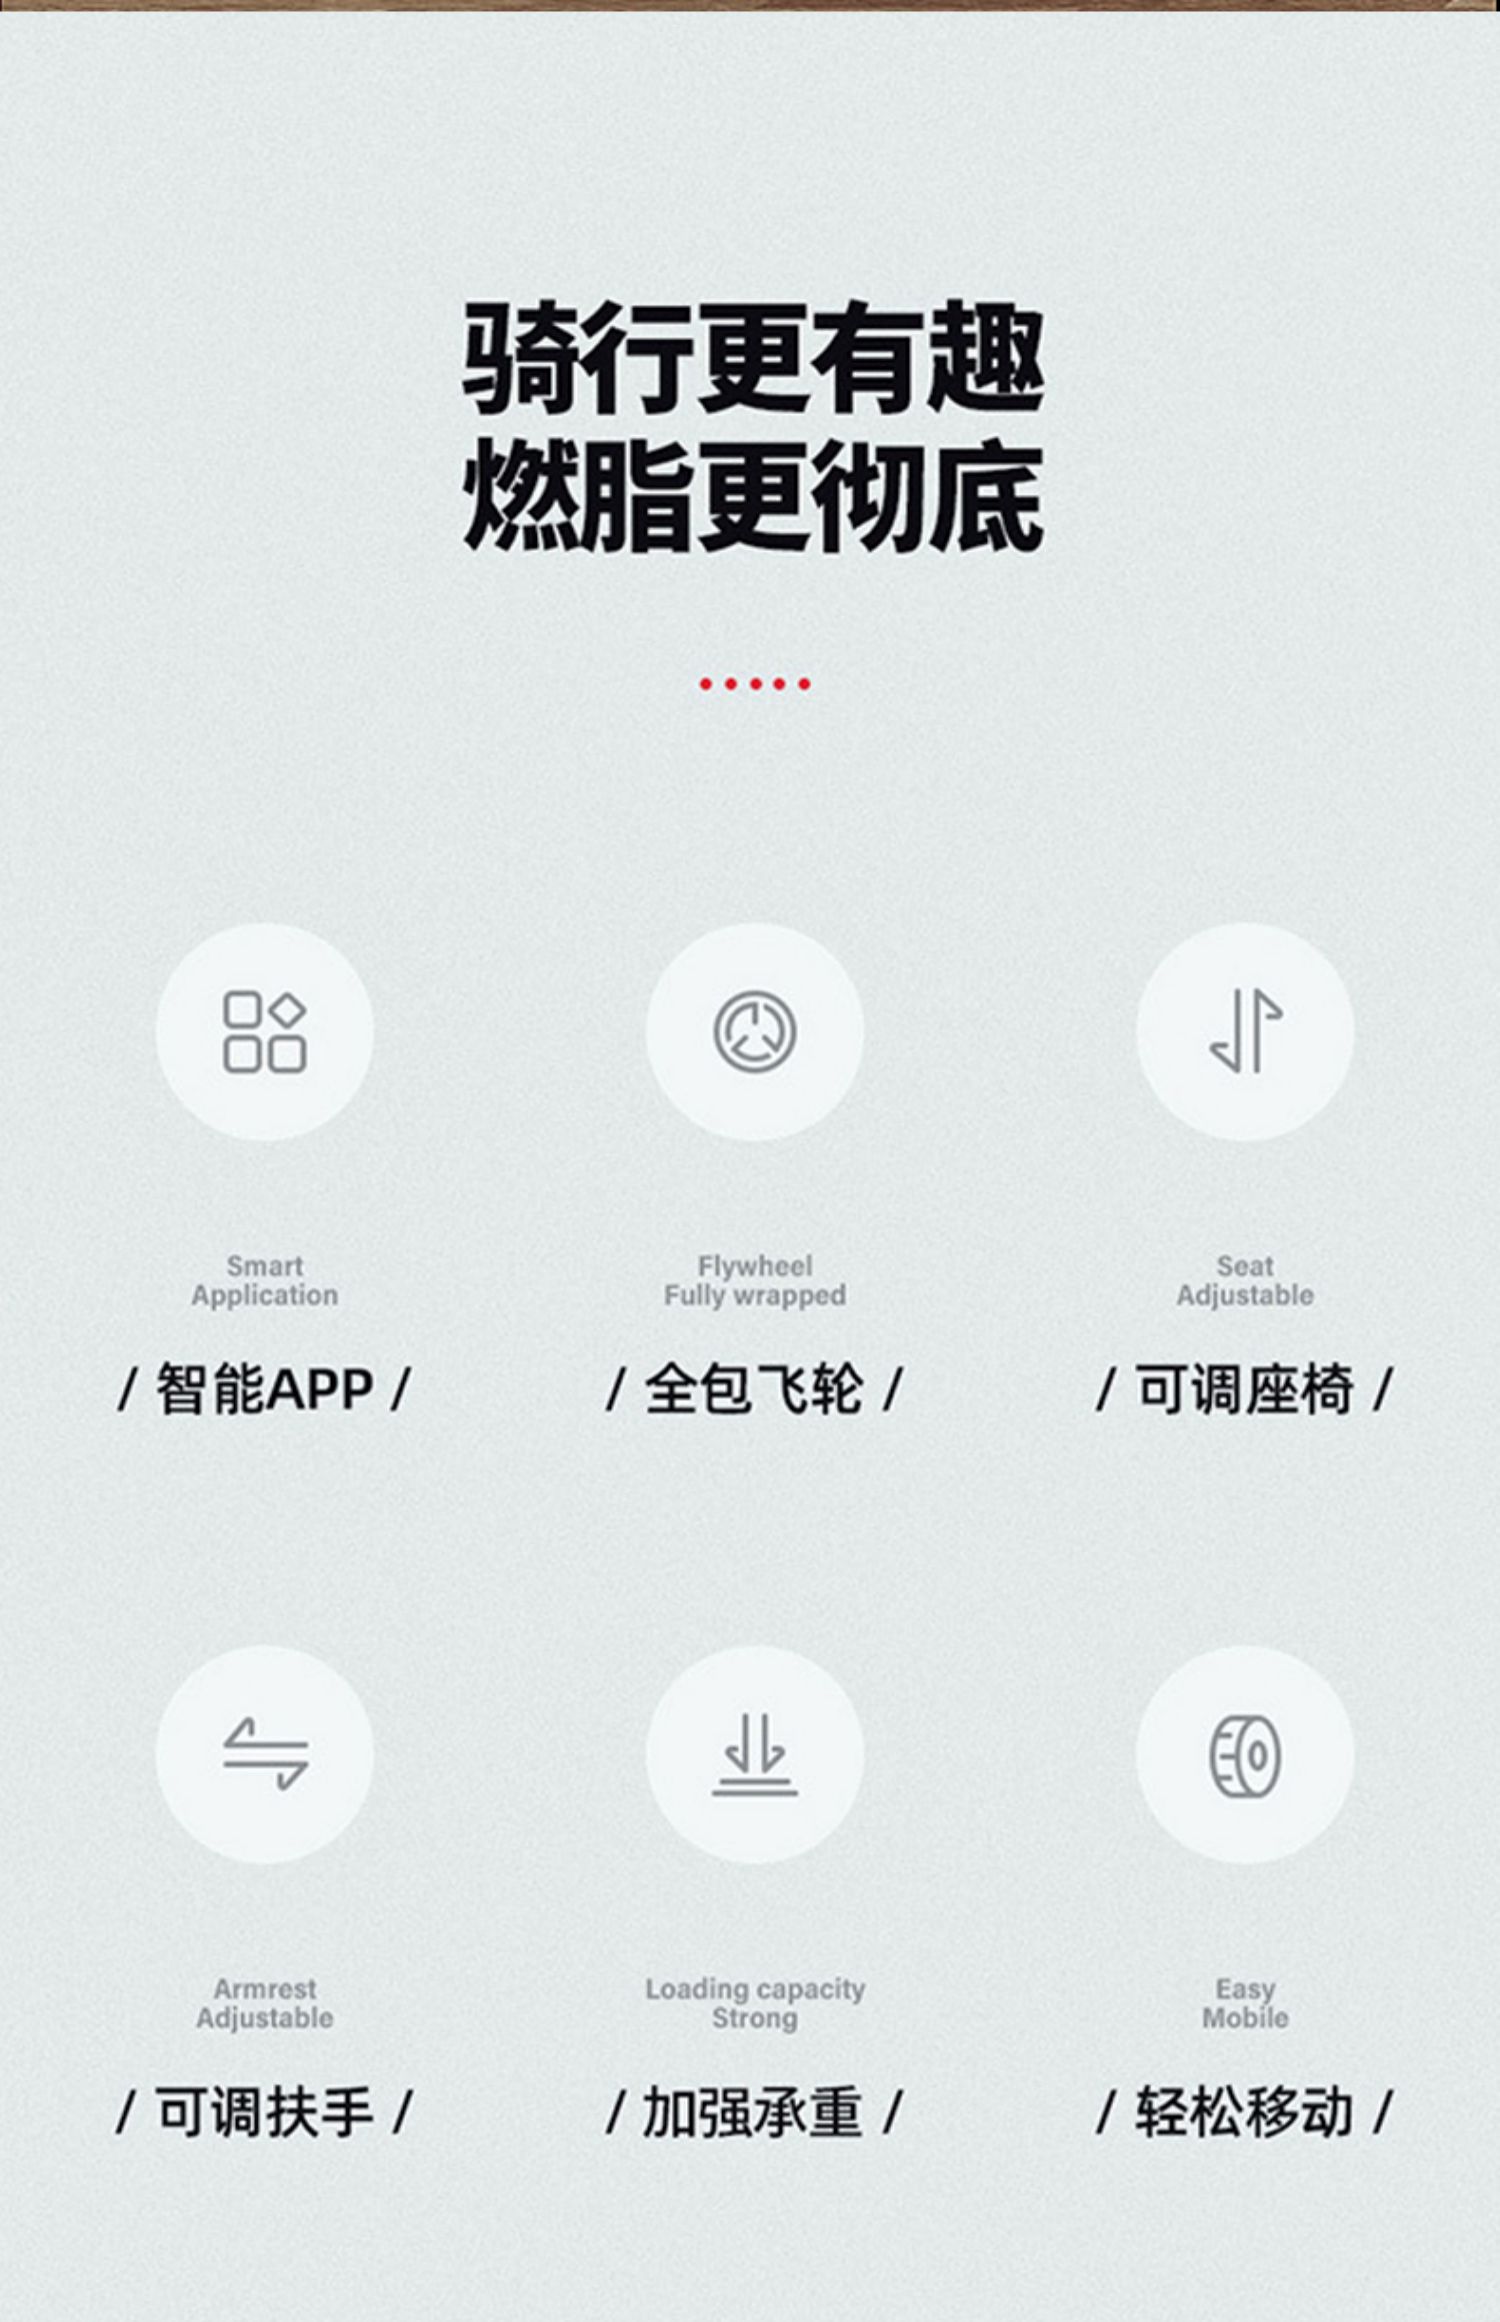 骑行更有趣
燃脂更彻底
Smart
Application
/ 智能APP /
Flywheel
Fully wrapped
/ 全包飞轮 /
Seat
Adjustable
/ 可调座椅 /
Armrest
Adjustable
/ 可调扶手 /
Loading capacity
Strong
/ 加强承重 /
Easy
Mobile
/ 轻松移动 /